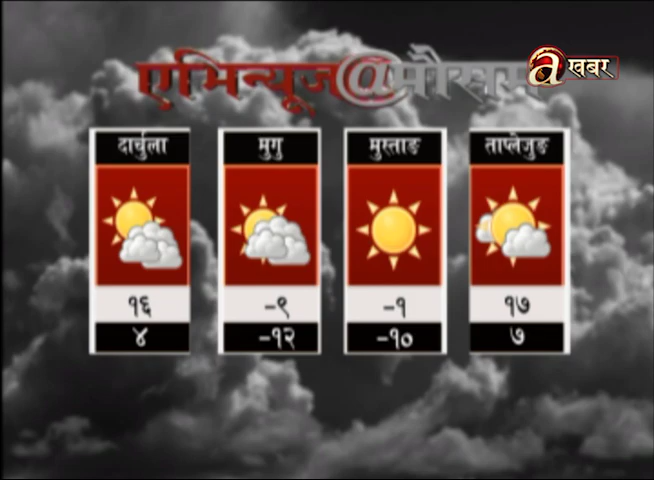 एभिन्यूज@मौसम
a खबर
दार्चुला मुगु मुस्ताङ ताप्लेजुङ
१६ -९ -१ १७
४ -१२ -१० ७